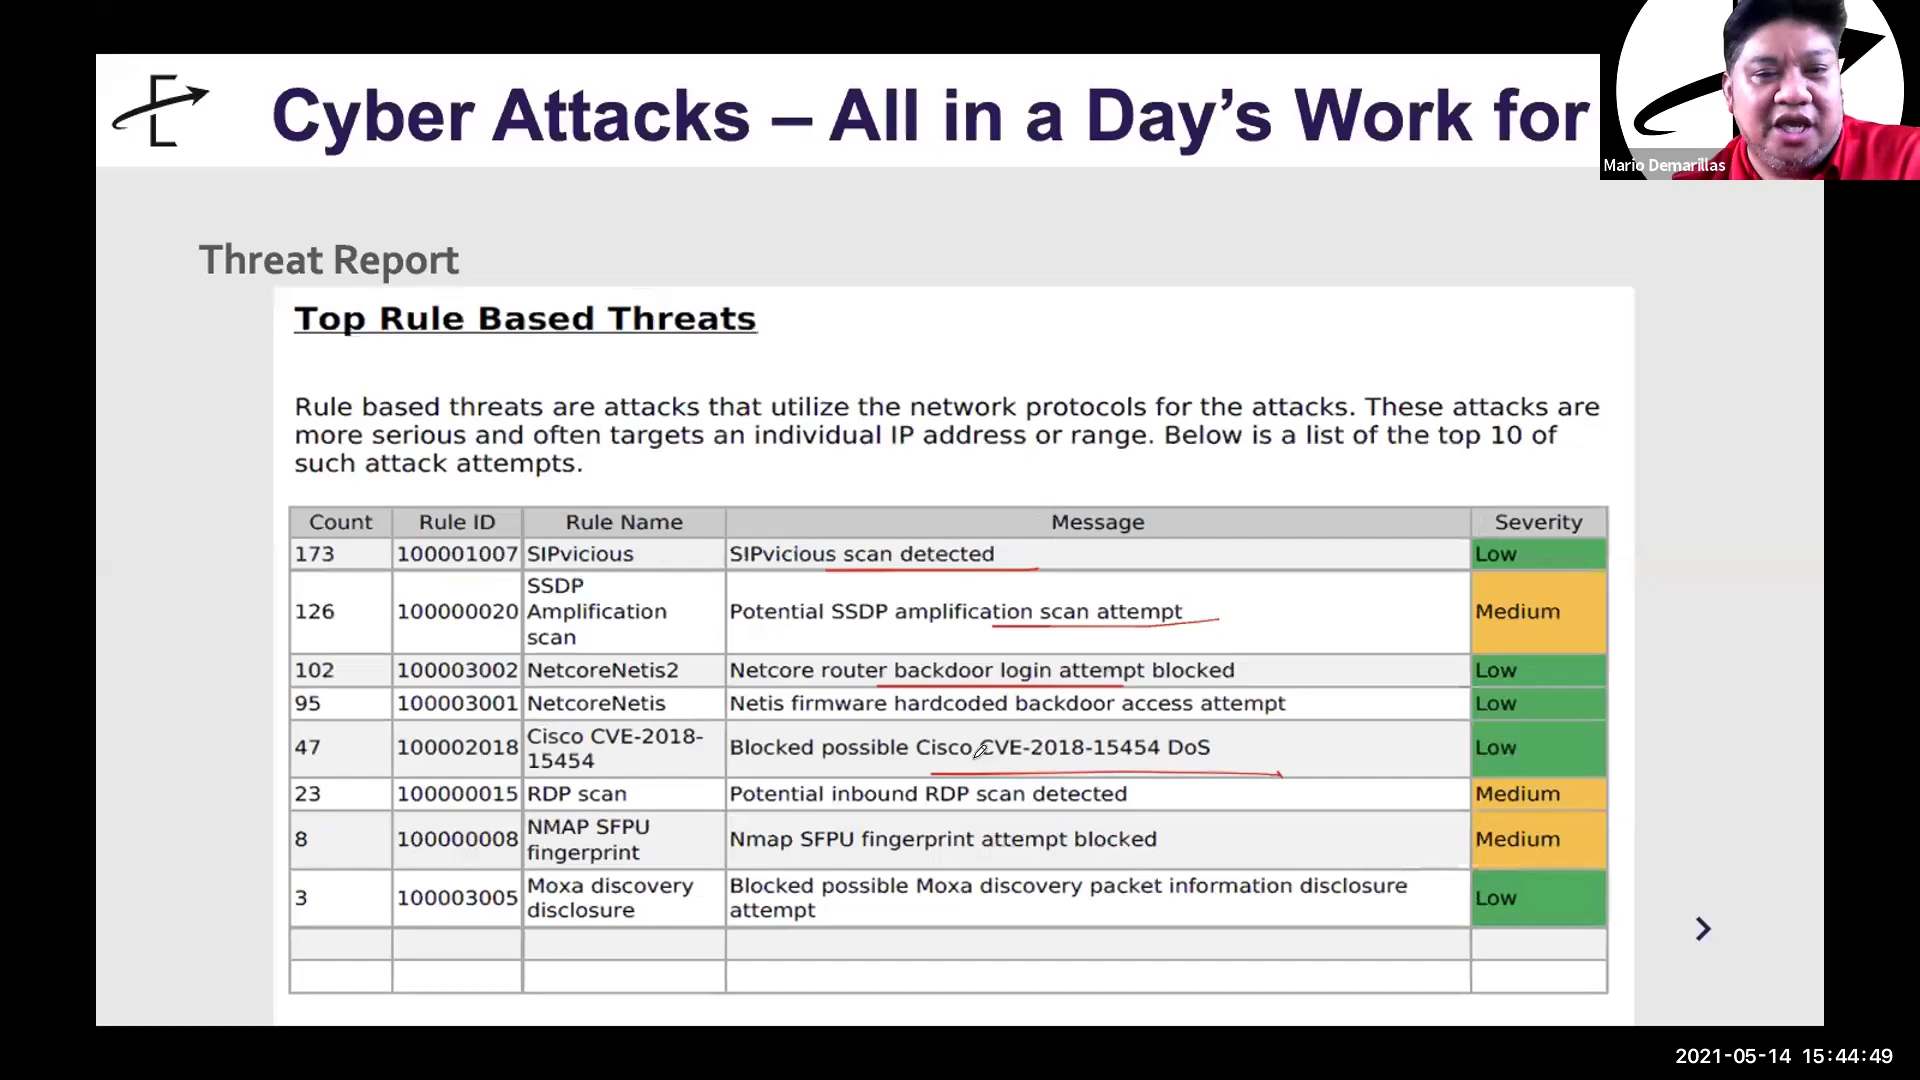 Cyber Attacks – All in a Day's Work for
Mario Demarillas
Threat Report
Top Rule Based Threats
Rule based threats are attacks that utilize the network protocols for the attacks. These attacks are
more serious and often targets an individual IP address or range. Below is a list of the top 10 of
such attack attempts.
Count Rule ID Rule Name Message Severity
173 100001007 SIPvicious SIPvicious scan detected Low
SSDP
126 100000020 Amplification Potential SSDP amplification scan attempt Medium
scan
102 100003002 NetcoreNetis2 Netcore router backdoor login attempt blocked Low
95 100003001 NetcoreNetis Netis firmware hardcoded backdoor access attempt Low
Cisco CVE-2018-
47 100002018 Blocked possible Cisco CVE-2018-15454 DoS Low
15454
23 100000015 RDP scan Potential inbound RDP scan detected Medium
NMAP SFPU
8 100000008 Nmap SFPU fingerprint attempt blocked Medium
fingerprint
Moxa discovery Blocked possible Moxa discovery packet information disclosure
3 100003005 Low
disclosure attempt
2021-05-14 15:44:49